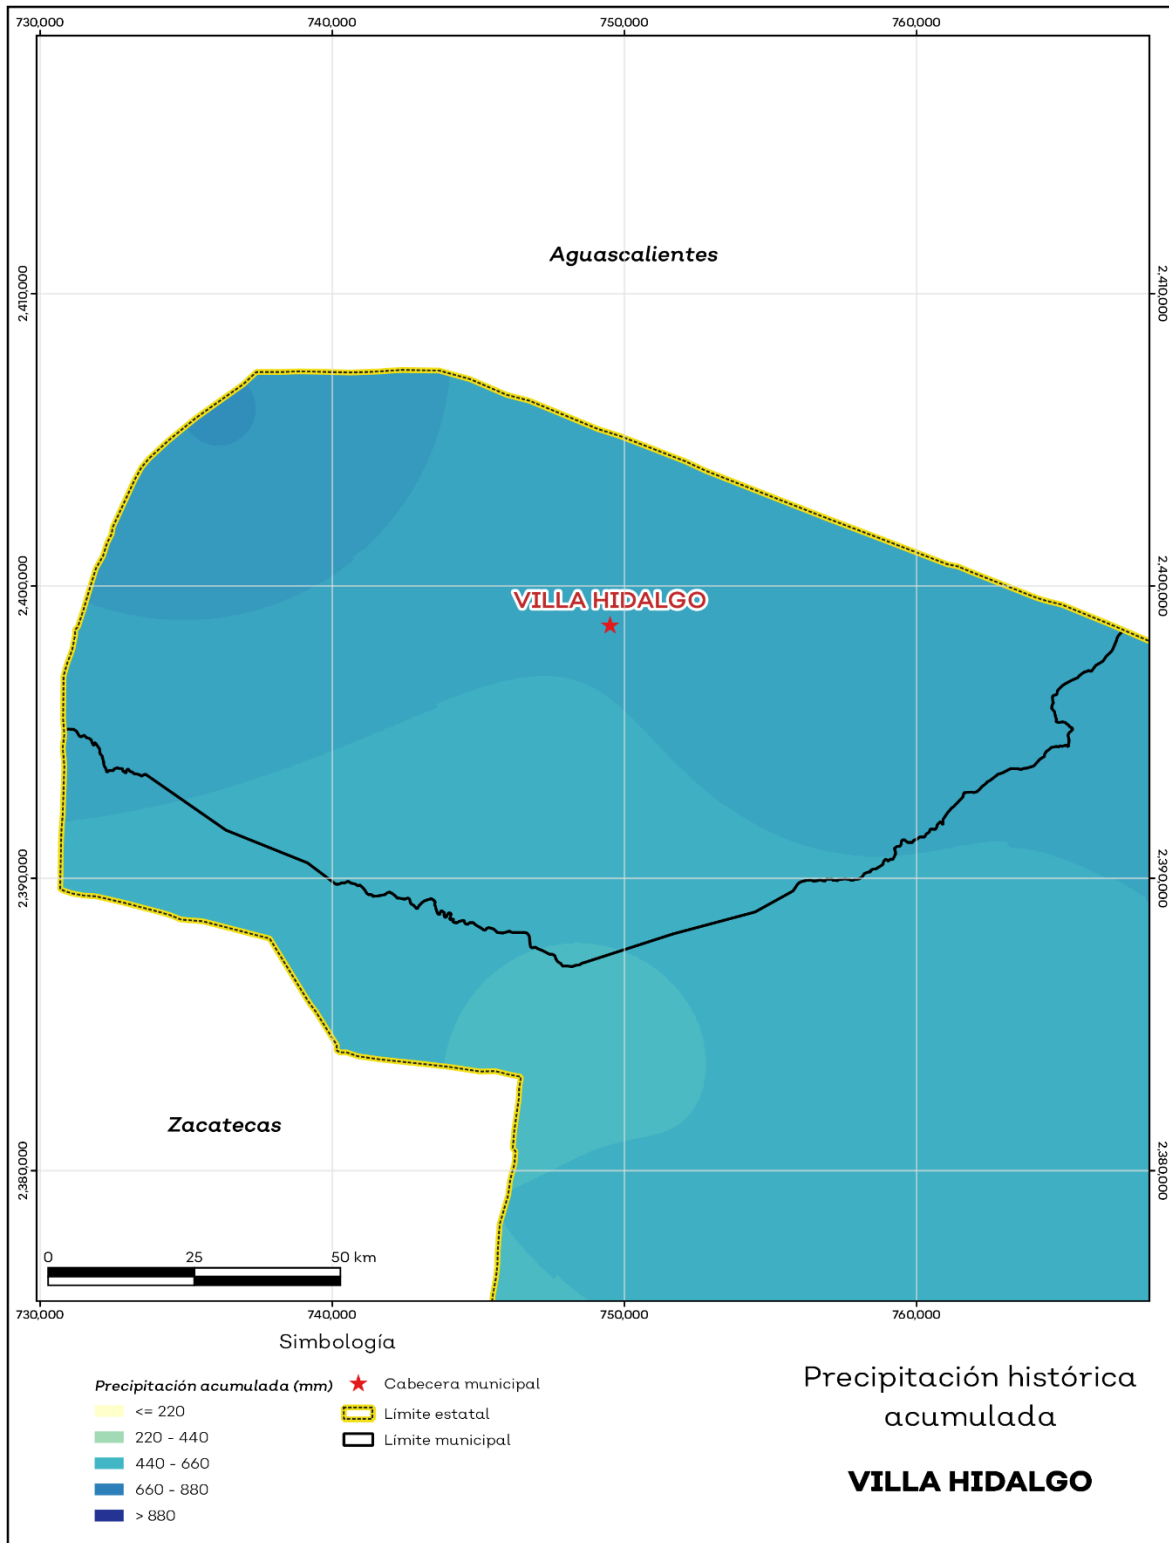 730,000 740,000 750,000 760,000
Aguascalientes
2,410,000 2,410,000
2,400,000 2,400,000
VILLA HIDALGO
2,390,000 2,390,000
Zacatecas
2,380,000 2,380,000
0 25 50 km
730,000 740,000 750,000 760,000
Simbología
Precipitación acumulada (mm)
<= 220
220 - 440
440 - 660
660 - 880
> 880
Cabecera municipal
Límite estatal
Límite municipal
Precipitación histórica
acumulada
VILLA HIDALGO